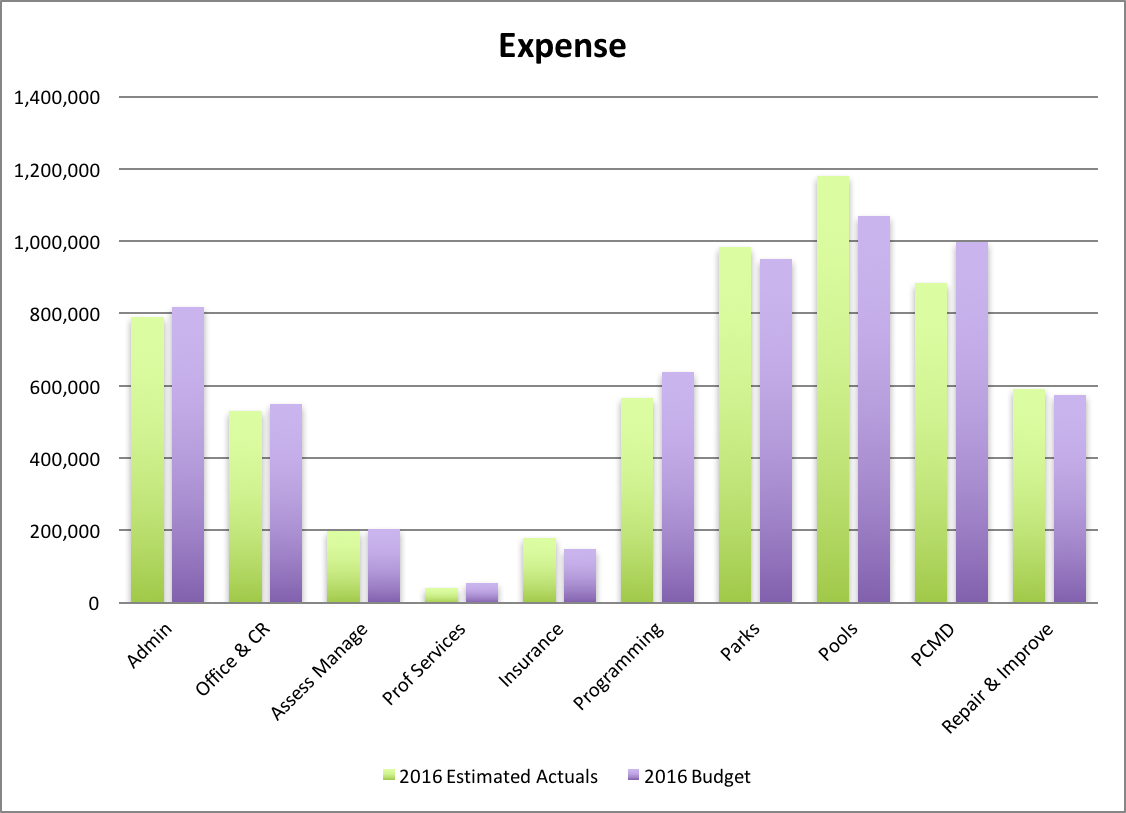 Expense
1,400,000
1,200,000
1,000,000
800,000
600,000
400,000
200,000
0
Admin
Office & CR
Assess Manage
Prof Services
Insurance
Programming
Parks
Pools
PCMD
Repair & Improve
2016 Estimated Actuals
2016 Budget